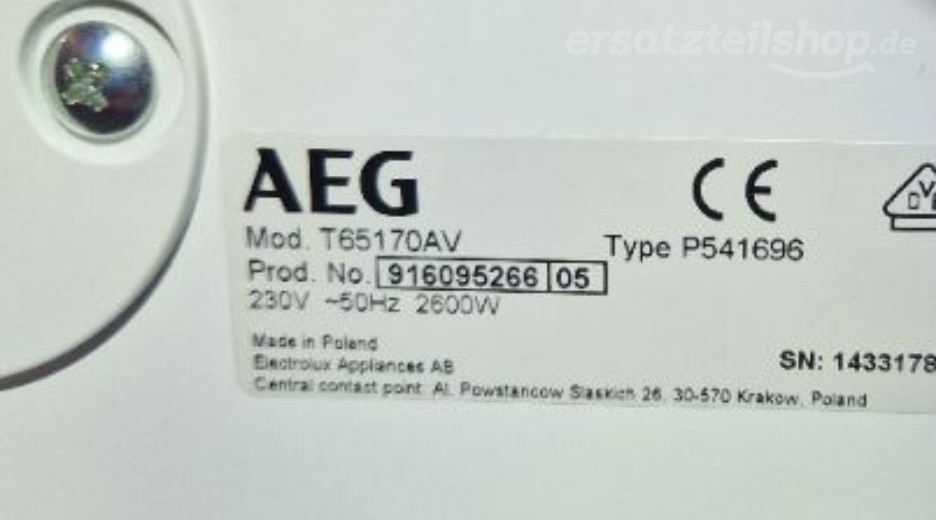 ersatzteilshop.de
AEG
CE
Mod. T65170AV
Type P541696
Prod. No. 916095266 05
230V ~50Hz 2600W
Made in Poland
Electrolux Appliances AB
SN: 1433178
Central contact point: Al. Powstancow Slaskich 26, 30-570 Krakow, Poland